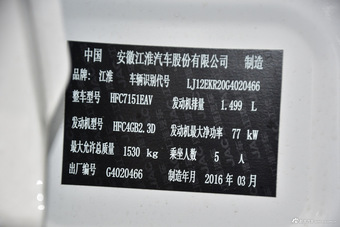 中国 安徽江淮汽车股份有限公司 制造
品牌 江淮 车辆识别代号 LJ12EKR20G4020466
整车型号 HFC7151EAV 发动机排量 1.499 L
发动机型号 HFC4GB2.3D 发动机最大净功率 77 kW
最大允许总质量 1530 kg 乘坐人数 5 人
出厂编号 G4020466 制造年月 2016 年 03 月